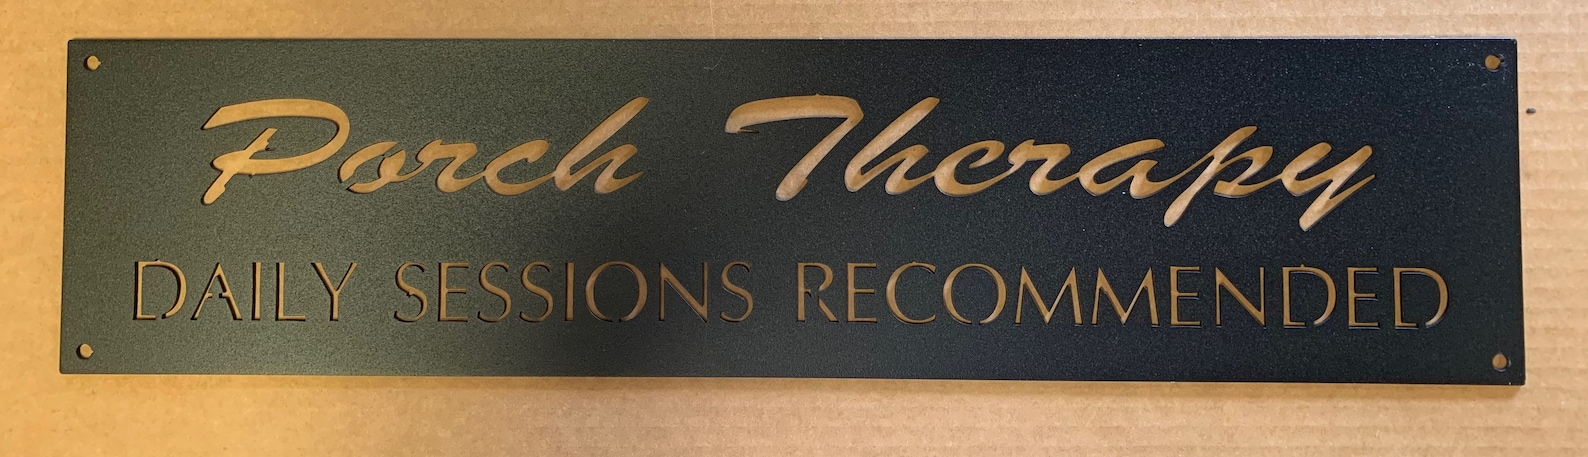 Porch Therapy
DAILY SESSIONS RECOMMENDED